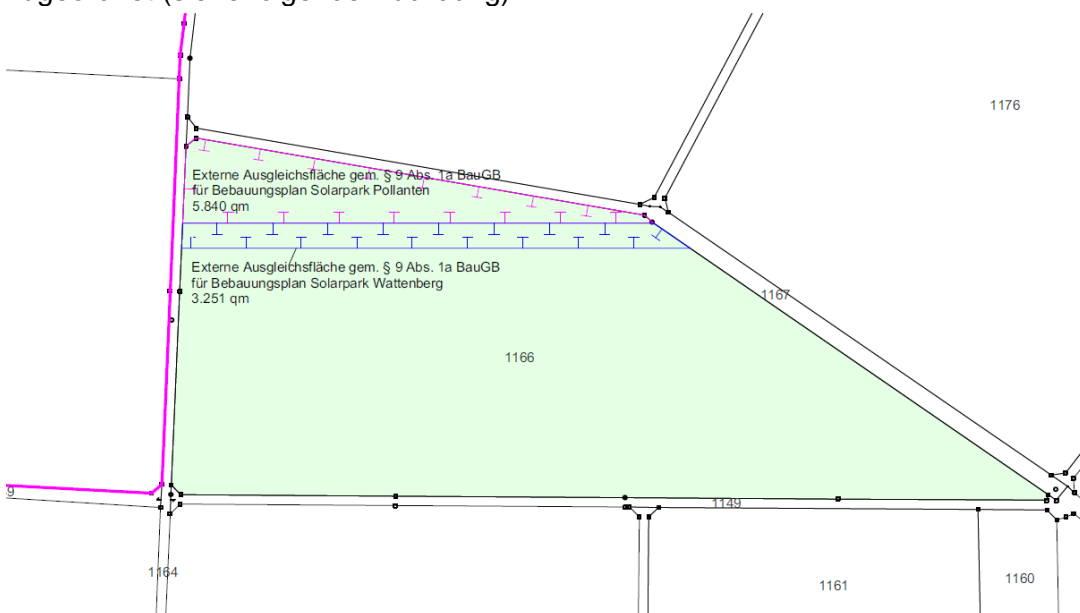 1176
Externe Ausgleichsfläche gem. § 9 Abs. 1a BauGB
für Bebauungsplan Solarpark Pollanten
5.840 qm
Externe Ausgleichsfläche gem. § 9 Abs. 1a BauGB
für Bebauungsplan Solarpark Wattenberg
3.251 qm
1167
1166
9
1149
1164
1161
1160